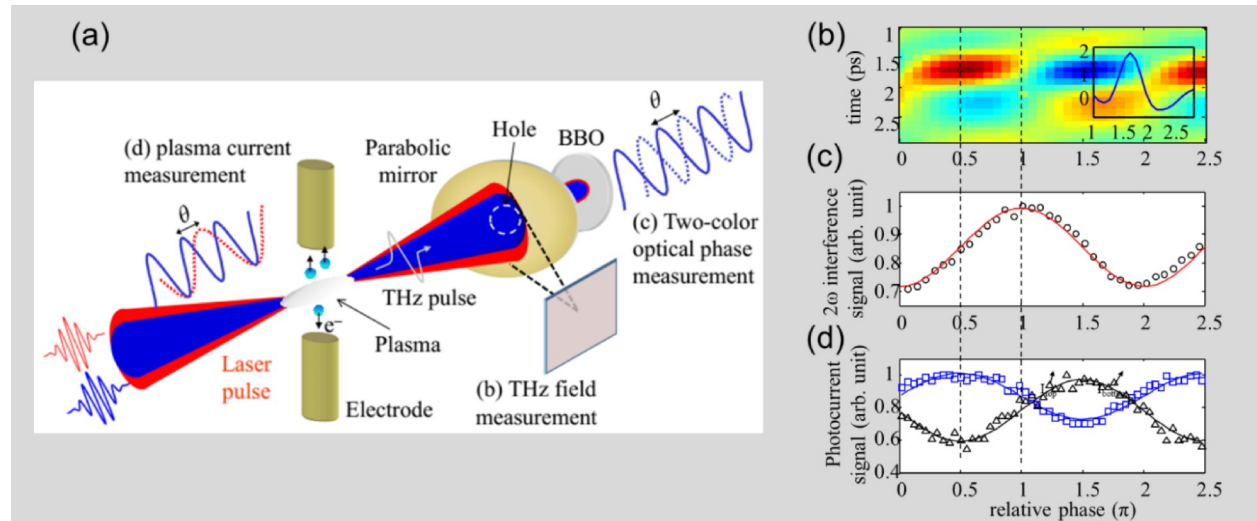 (a)
(d) plasma current
measurement
θ
Parabolic
mirror
Hole
BBO
θ
(c) Two-color
optical phase
measurement
THz pulse
e⁻
Plasma
Laser
pulse
Electrode
(b) THz field
measurement
(b)
time (ps)
1
1.5
2
2.5
2
1
0
1 1.5 2 2.5
0 0.5 1 1.5 2 2.5
(c)
2ω interference
signal (arb. unit)
1
0.9
0.8
0.7
0 0.5 1 1.5 2 2.5
(d)
Photocurrent
signal (arb. unit)
1
0.8
0.6
0.4
0 0.5 1 1.5 2 2.5
relative phase (π)